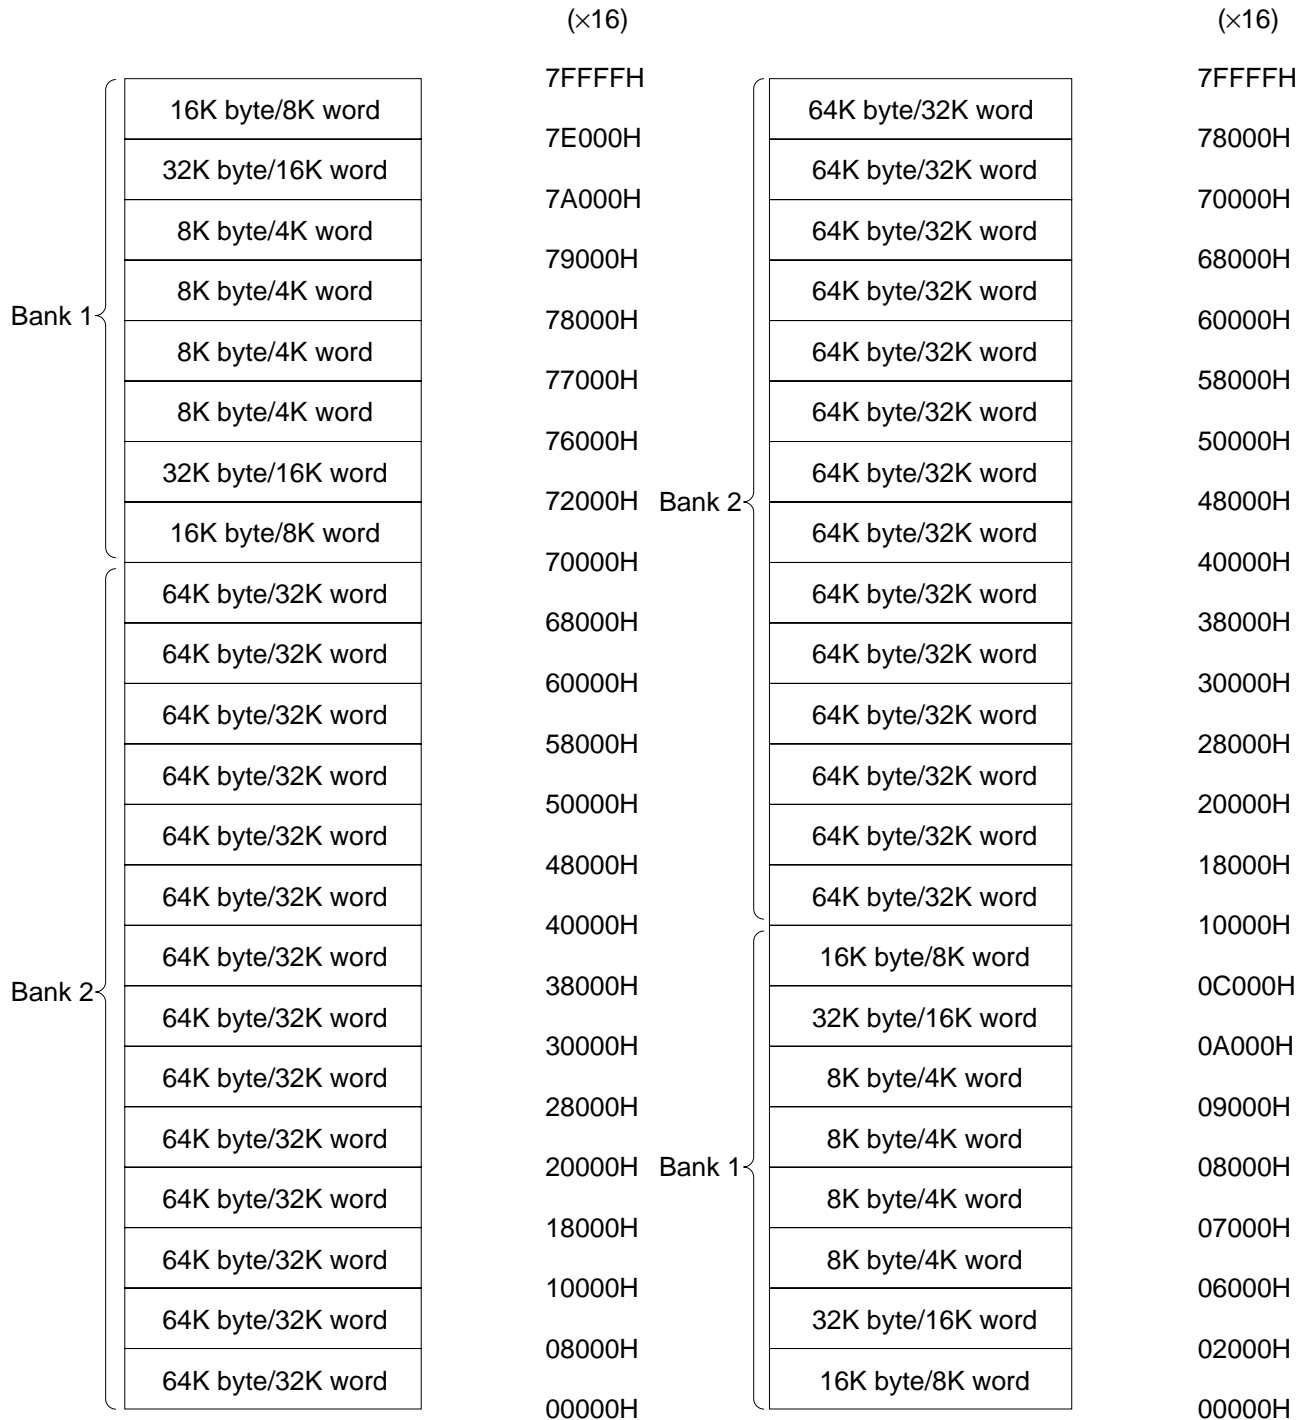 (×16)
7FFFFH
16K byte/8K word
7E000H
32K byte/16K word
7A000H
8K byte/4K word
79000H
8K byte/4K word
78000H
Bank 1
8K byte/4K word
77000H
8K byte/4K word
76000H
32K byte/16K word
72000H
16K byte/8K word
70000H
64K byte/32K word
68000H
64K byte/32K word
60000H
64K byte/32K word
58000H
64K byte/32K word
50000H
64K byte/32K word
48000H
64K byte/32K word
40000H
64K byte/32K word
Bank 2
38000H
64K byte/32K word
30000H
64K byte/32K word
28000H
64K byte/32K word
20000H
64K byte/32K word
18000H
64K byte/32K word
10000H
64K byte/32K word
08000H
64K byte/32K word
00000H
(×16)
7FFFFH
64K byte/32K word
78000H
64K byte/32K word
70000H
64K byte/32K word
68000H
64K byte/32K word
60000H
64K byte/32K word
58000H
64K byte/32K word
50000H
64K byte/32K word
Bank 2
48000H
64K byte/32K word
40000H
64K byte/32K word
38000H
64K byte/32K word
30000H
64K byte/32K word
28000H
64K byte/32K word
20000H
64K byte/32K word
18000H
64K byte/32K word
10000H
16K byte/8K word
0C000H
32K byte/16K word
0A000H
8K byte/4K word
09000H
8K byte/4K word
Bank 1
08000H
8K byte/4K word
07000H
8K byte/4K word
06000H
32K byte/16K word
02000H
16K byte/8K word
00000H